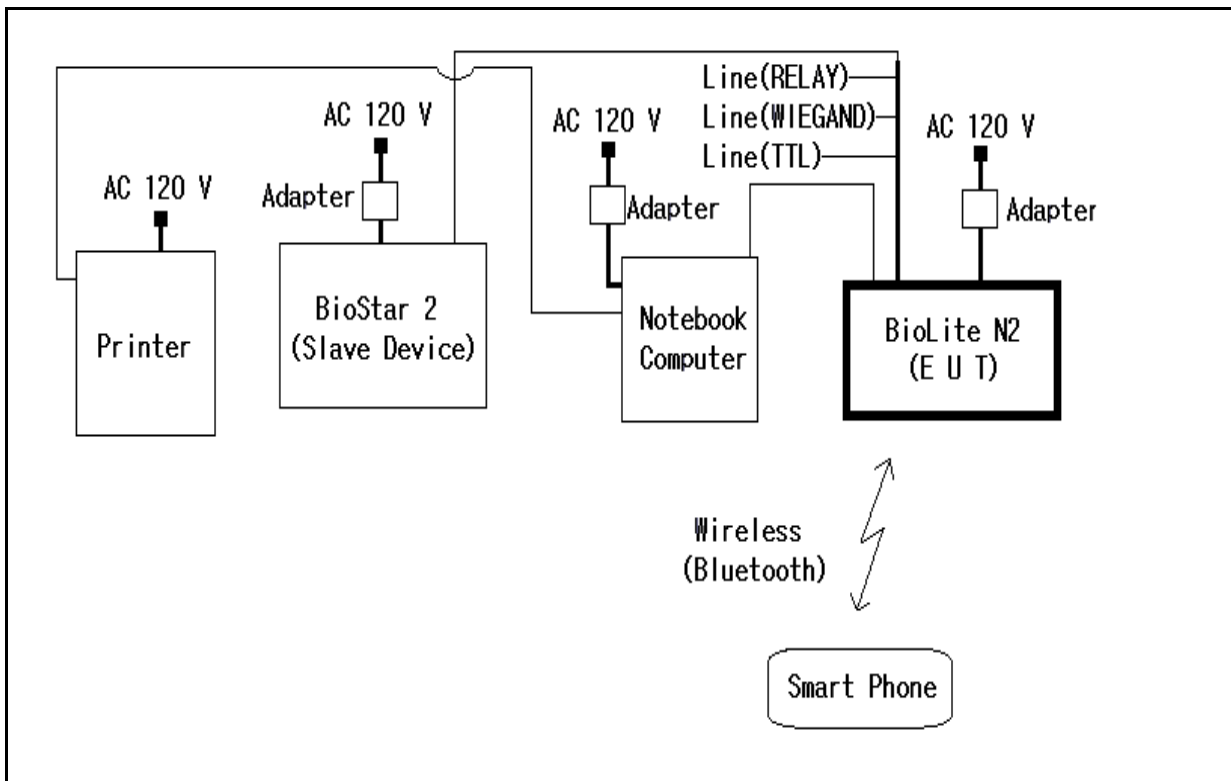 Line(RELAY)
Line(WIEGAND)
Line(TTL)
AC 120 V
AC 120 V
AC 120 V
AC 120 V
Adapter
Adapter
Adapter
Printer
BioStar 2
(Slave Device)
Notebook
Computer
BioLite N2
(E U T)
Wireless
(Bluetooth)
Smart Phone